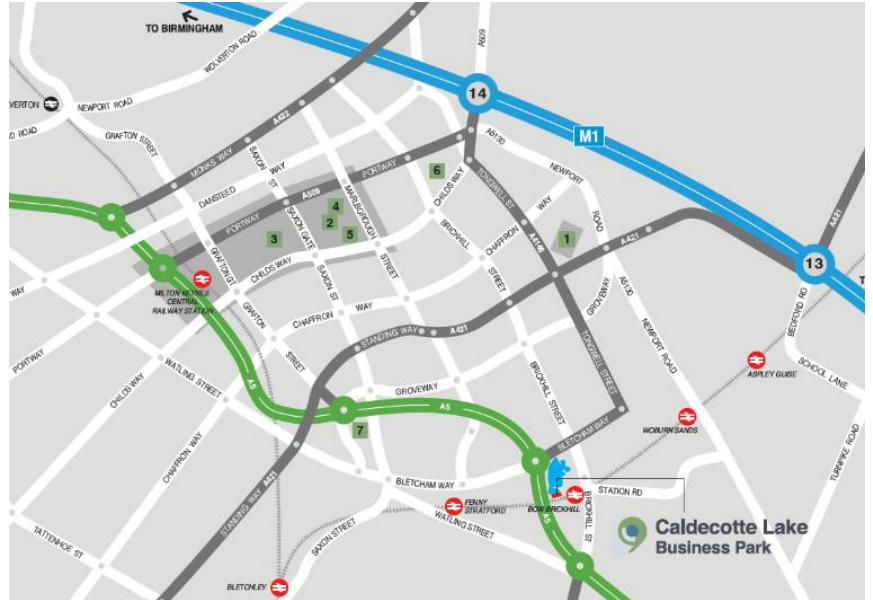 TO BIRMINGHAM
WOLVERTON ROAD
A509
14
M1
VERTON
NEWPORT ROAD
GRAFTON STREET
MONKS WAY
A422
SAXON ST
DANSTEED
WAY
PORTWAY
A509
PORTWAY
MARLBOROUGH
STREET
SAXON GATE
CHILDS WAY
6
4
2
5
3
A5130
NEWPORT
ROAD
TONGWELL ST
WAY
CHAFFRON
BRICKHILL
STREET
1
A421
A421
13
BEDFORD RD
MILTON KEYNES
CENTRAL
RAILWAY STATION
GRAFTON GT
CHILDS WAY
SAXON ST
CHAFFRON WAY
GRAFTON
STREET
STANDING WAY
A421
GROVEWAY
A5130
NEWPORT ROAD
TONGWELL STREET
WAY
PORTWAY
CHILDS WAY
WATLING STREET
A5
CHAFFRON WAY
GROVEWAY
A5
BRICKHILL STREET
BLETCHAM WAY
7
ASPLEY GUISE
SCHOOL LANE
WOBURN SANDS
TURNPIKE ROAD
STANDING WAY
A421
BLETCHAM WAY
FENNY
STRATFORD
WATLING STREET
BOW BRICKHILL
STATION RD
BRICKHILL ST
A5
SAXON STREET
TATTENHOE ST
BLETCHLEY
Caldecotte Lake
Business Park